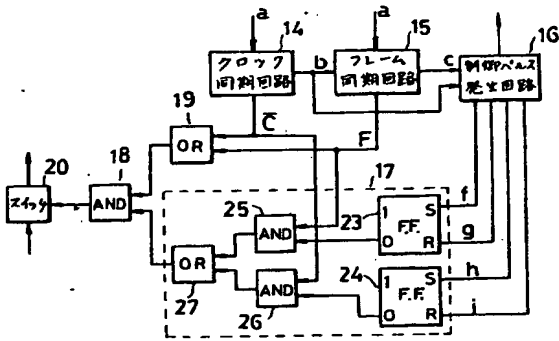 a
a
14
15
16
クロック
同期回路
b
フレーム
同期回路
c
制御パルス
発生回路
19
OR
C̅
F
17
20
スイッチ
18
AND
25
AND
23
1
S
f
F.F.
O
R
g
OR
27
AND
26
24
1
S
h
F.F.
O
R
i